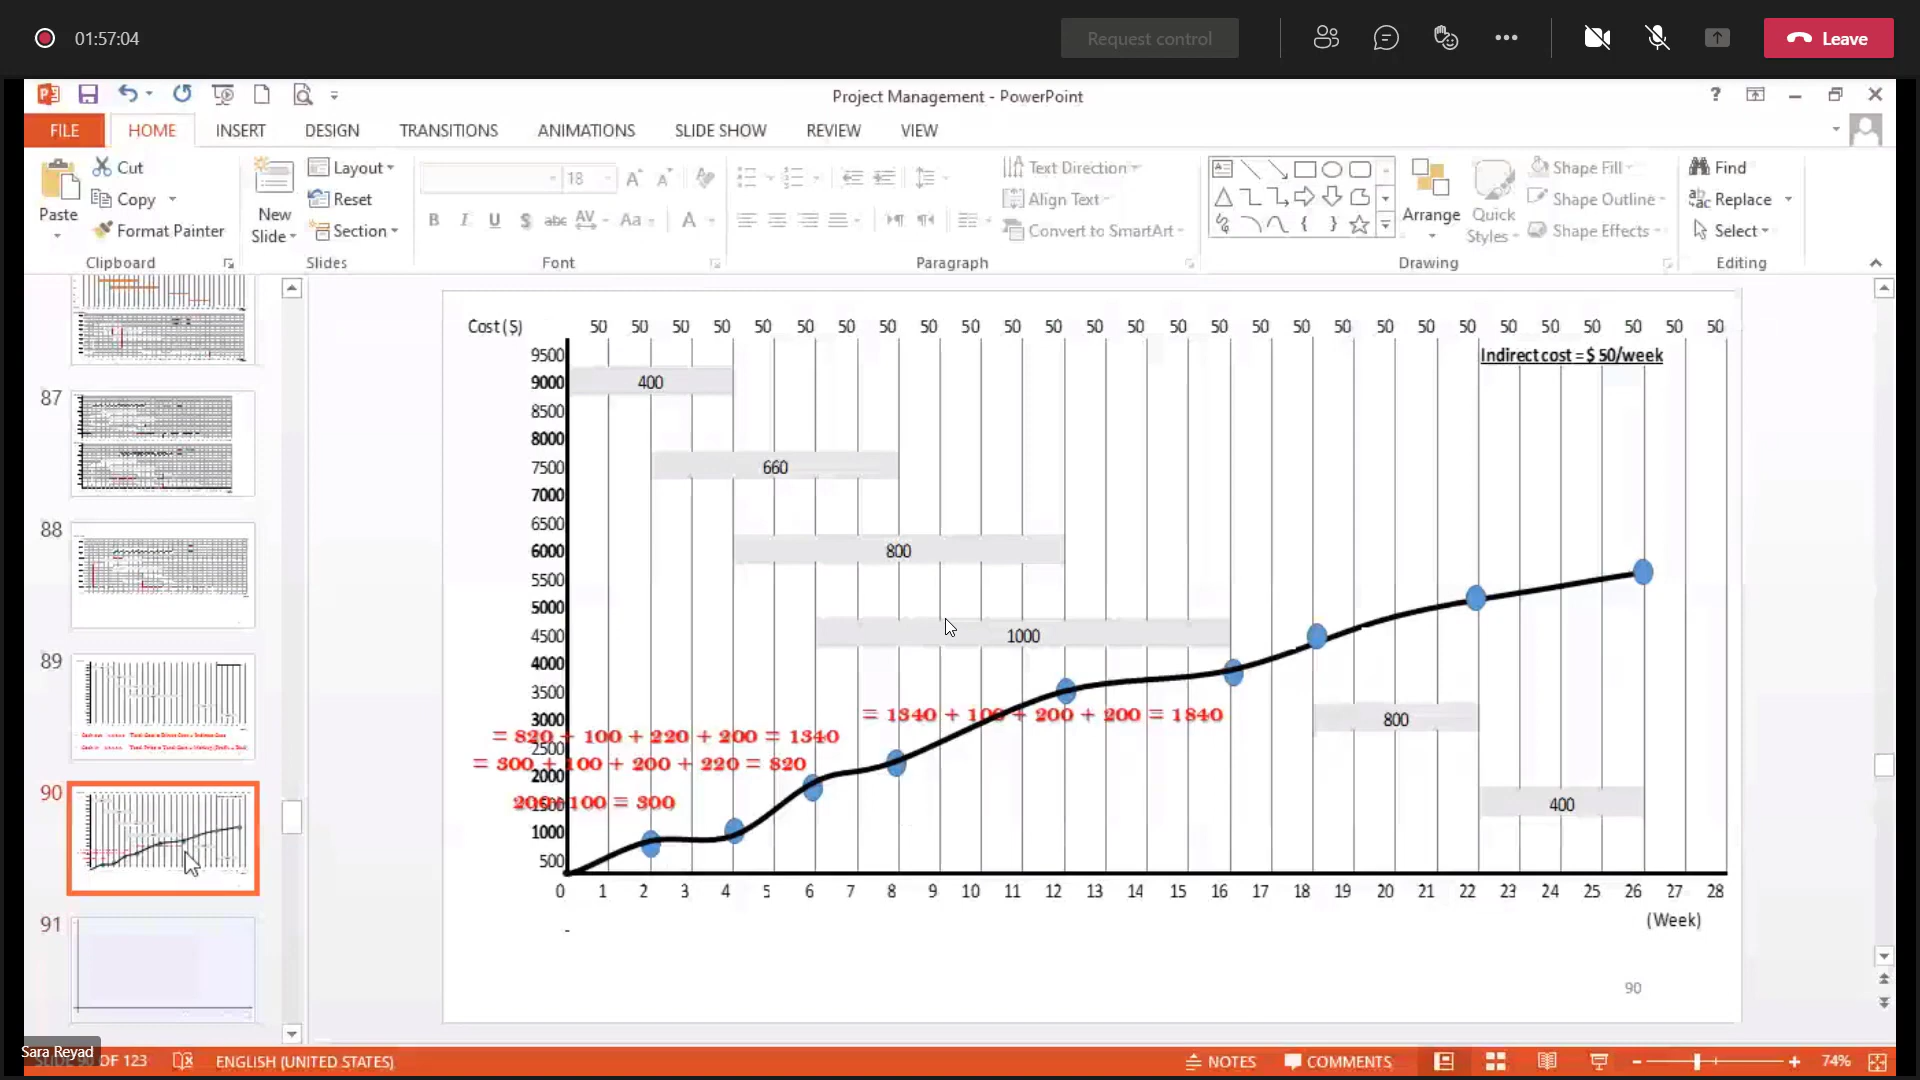 01:57:04
Request control
Leave
Project Management - PowerPoint
?
FILE HOME INSERT DESIGN TRANSITIONS ANIMATIONS SLIDE SHOW REVIEW VIEW
Paste
Cut
Copy
Format Painter
Clipboard
New Slide
Layout
Reset
Section
Slides
18
B I U S abc AV Aa A
Font
Text Direction
Align Text
Convert to SmartArt
Paragraph
Arrange
Quick Styles
Shape Fill
Shape Outline
Shape Effects
Drawing
Find
Replace
Select
Editing
87
88
89
90
91
Cost ($) 50 50 50 50 50 50 50 50 50 50 50 50 50 50 50 50 50 50 50 50 50 50 50 50 50 50 50 50
Indirect cost = $ 50/week
9500
9000
8500
8000
7500
7000
6500
6000
5500
5000
4500
4000
3500
3000
2500
2000
1500
1000
500
400
660
800
1000
800
400
= 1340 + 100 + 200 + 200 = 1840
= 820 + 100 + 220 + 200 = 1340
= 300 + 100 + 200 + 220 = 820
200+100 = 300
0 1 2 3 4 5 6 7 8 9 10 11 12 13 14 15 16 17 18 19 20 21 22 23 24 25 26 27 28
(Week)
-
90
Sara Reyad
OF 123 ENGLISH (UNITED STATES) NOTES COMMENTS 74%